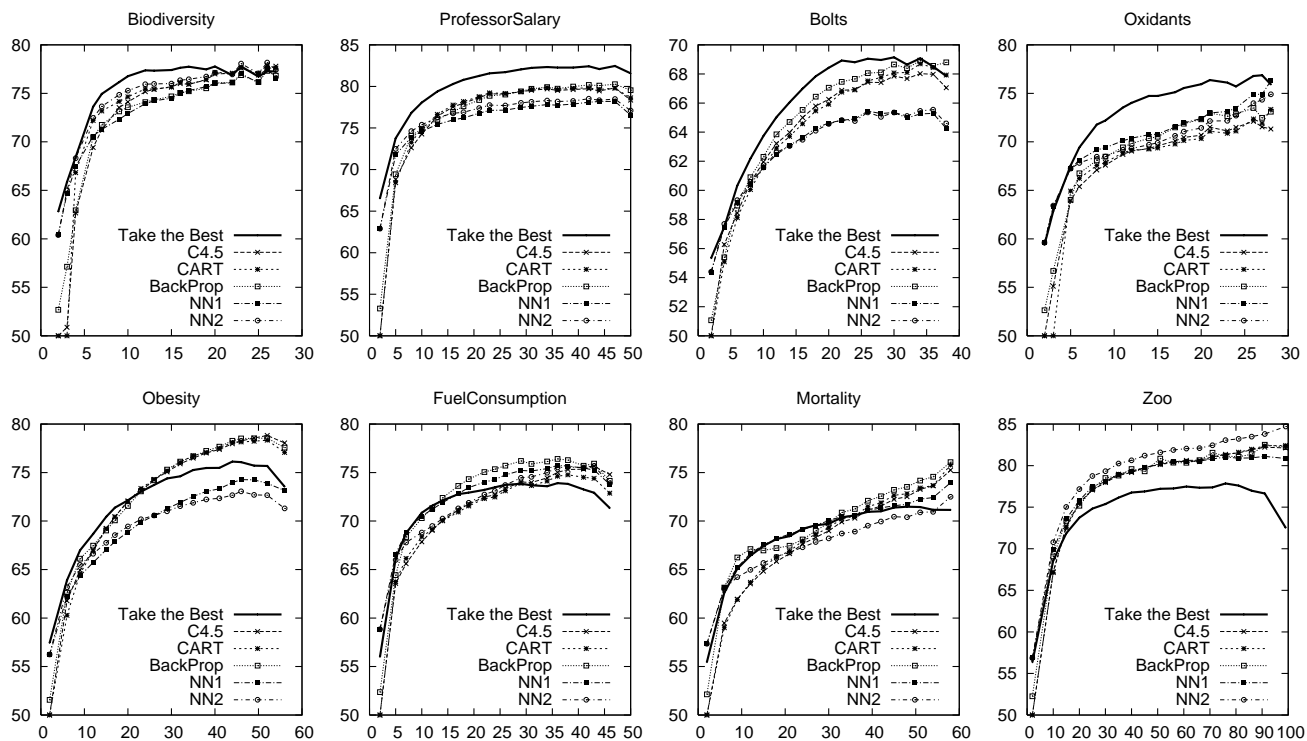 Biodiversity
80
75
70
65
60
55
50
0 5 10 15 20 25 30
Take the Best
C4.5
CART
BackProp
NN1
NN2
ProfessorSalary
85
80
75
70
65
60
55
50
0 5 10 15 20 25 30 35 40 45 50
Take the Best
C4.5
CART
BackProp
NN1
NN2
Bolts
70
68
66
64
62
60
58
56
54
52
50
0 5 10 15 20 25 30 35 40
Take the Best
C4.5
CART
BackProp
NN1
NN2
Oxidants
80
75
70
65
60
55
50
0 5 10 15 20 25 30
Take the Best
C4.5
CART
BackProp
NN1
NN2
Obesity
80
75
70
65
60
55
50
0 10 20 30 40 50 60
Take the Best
C4.5
CART
BackProp
NN1
NN2
FuelConsumption
80
75
70
65
60
55
50
0 5 10 15 20 25 30 35 40 45 50
Take the Best
C4.5
CART
BackProp
NN1
NN2
Mortality
80
75
70
65
60
55
50
0 10 20 30 40 50 60
Take the Best
C4.5
CART
BackProp
NN1
NN2
Zoo
85
80
75
70
65
60
55
50
0 10 20 30 40 50 60 70 80 90 100
Take the Best
C4.5
CART
BackProp
NN1
NN2